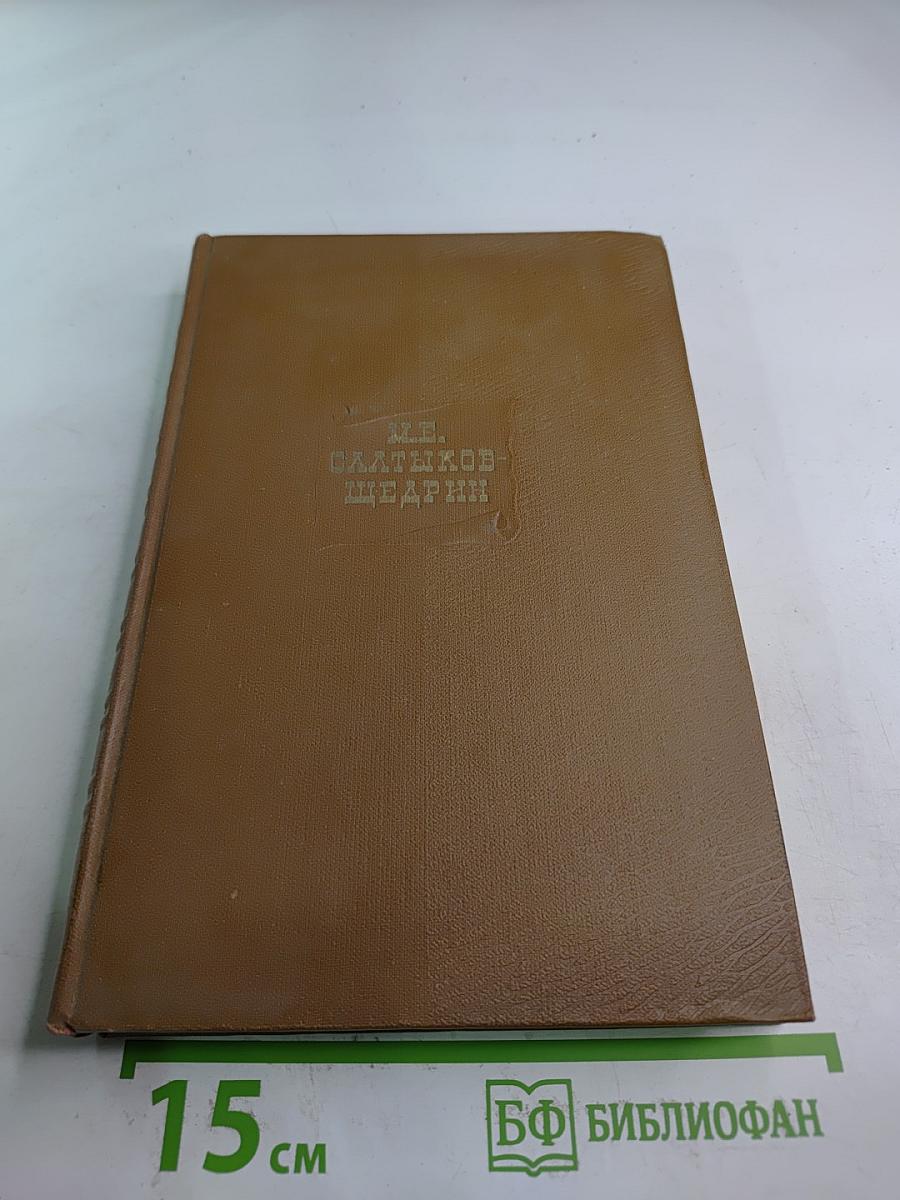 М.Е.
САЛТЫКОВ-
ЩЕДРИН
15 см
БФ БИБЛИОФАН